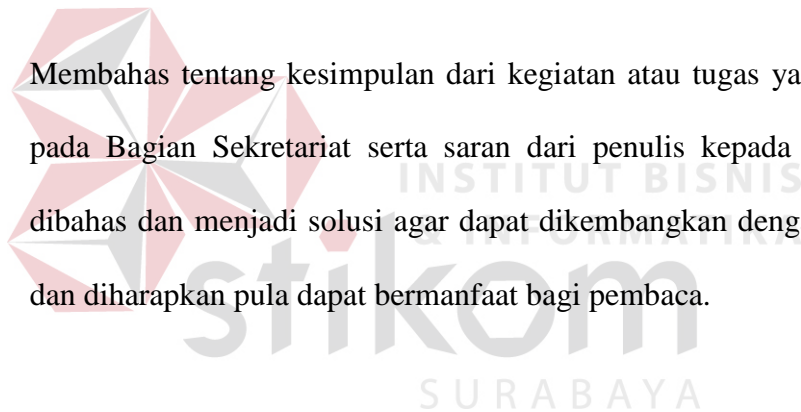 Membahas tentang kesimpulan dari kegiatan atau tugas ya
pada Bagian Sekretariat serta saran dari penulis kepada
INSTITUT BISNIS
dibahas dan menjadi solusi agar dapat dikembangkan deng
& INFORMATIKA
stikom
dan diharapkan pula dapat bermanfaat bagi pembaca.
SURABAYA